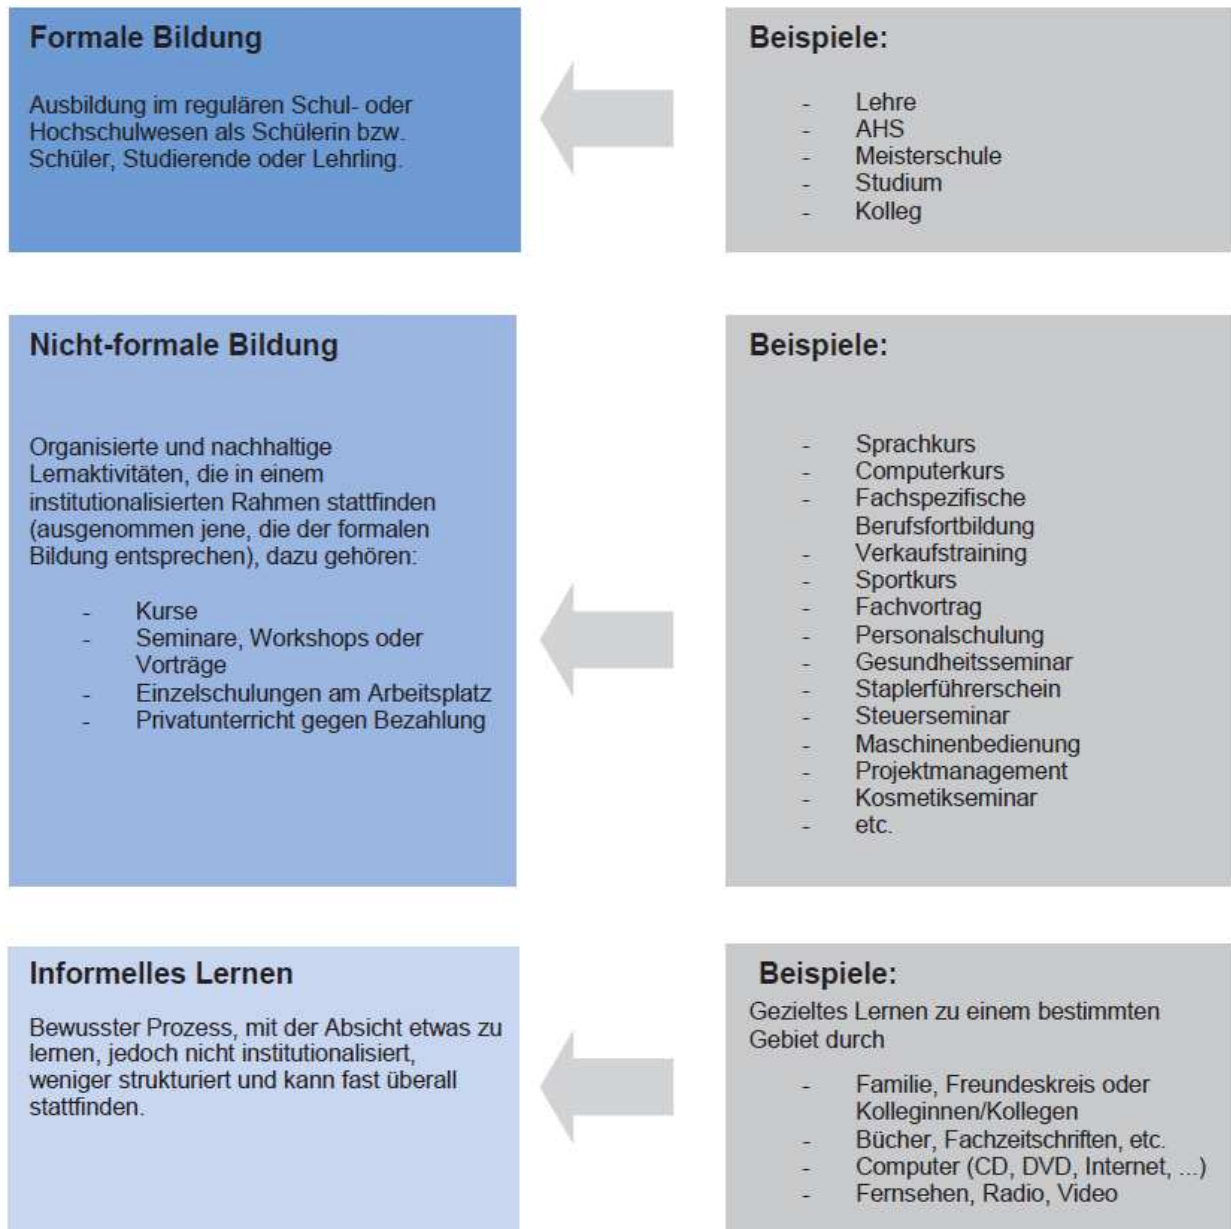 Formale Bildung
Ausbildung im regulären Schul- oder
Hochschulwesen als Schülerin bzw.
Schüler, Studierende oder Lehrling.
Beispiele:
- Lehre
- AHS
- Meisterschule
- Studium
- Kolleg
Nicht-formale Bildung
Organisierte und nachhaltige
Lernaktivitäten, die in einem
institutionalisierten Rahmen stattfinden
(ausgenommen jene, die der formalen
Bildung entsprechen), dazu gehören:
- Kurse
- Seminare, Workshops oder
Vorträge
- Einzelschulungen am Arbeitsplatz
- Privatunterricht gegen Bezahlung
Beispiele:
- Sprachkurs
- Computerkurs
- Fachspezifische
Berufsfortbildung
- Verkaufstraining
- Sportkurs
- Fachvortrag
- Personalschulung
- Gesundheitsseminar
- Staplerführerschein
- Steuerseminar
- Maschinenbedienung
- Projektmanagement
- Kosmetikseminar
- etc.
Informelles Lernen
Bewusster Prozess, mit der Absicht etwas zu
lernen, jedoch nicht institutionalisiert,
weniger strukturiert und kann fast überall
stattfinden.
Beispiele:
Gezieltes Lernen zu einem bestimmten
Gebiet durch
- Familie, Freundeskreis oder
Kolleginnen/Kollegen
- Bücher, Fachzeitschriften, etc.
- Computer (CD, DVD, Internet, ...)
- Fernsehen, Radio, Video